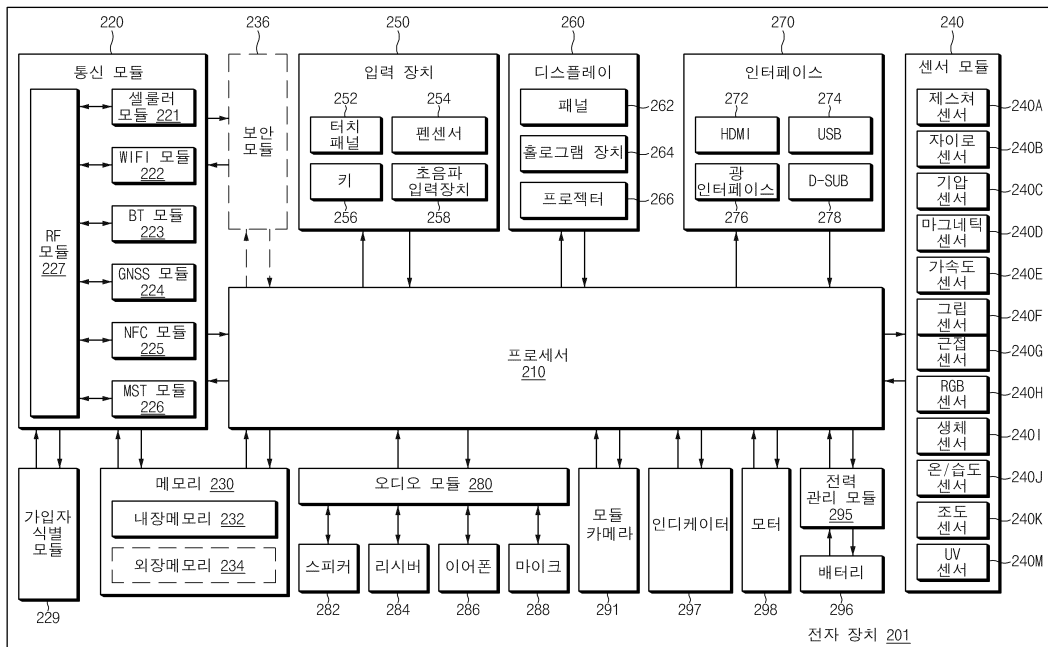 220
236
250
260
270
240
통신 모듈
RF
모듈
227
셀룰러
모듈 221
WIFI 모듈
222
BT 모듈
223
GNSS 모듈
224
NFC 모듈
225
MST 모듈
226
보안
모듈
입력 장치
252
254
터치
패널
펜센서
키
초음파
입력장치
256
258
디스플레이
패널
262
홀로그램 장치
264
프로젝터
266
인터페이스
272
274
HDMI
USB
광
인터페이스
D-SUB
276
278
센서 모듈
제스쳐
센서
240A
자이로
센서
240B
기압
센서
240C
마그네틱
센서
240D
가속도
센서
240E
그립
센서
240F
근접
센서
240G
RGB
센서
240H
생체
센서
240I
온/습도
센서
240J
조도
센서
240K
UV
센서
240M
프로세서
210
가입자
식별
모듈
229
메모리 230
내장메모리 232
외장메모리 234
오디오 모듈 280
스피커
리시버
이어폰
마이크
282
284
286
288
모듈
카메라
291
인디케이터
297
모터
298
전력
관리 모듈
295
배터리
296
전자 장치 201